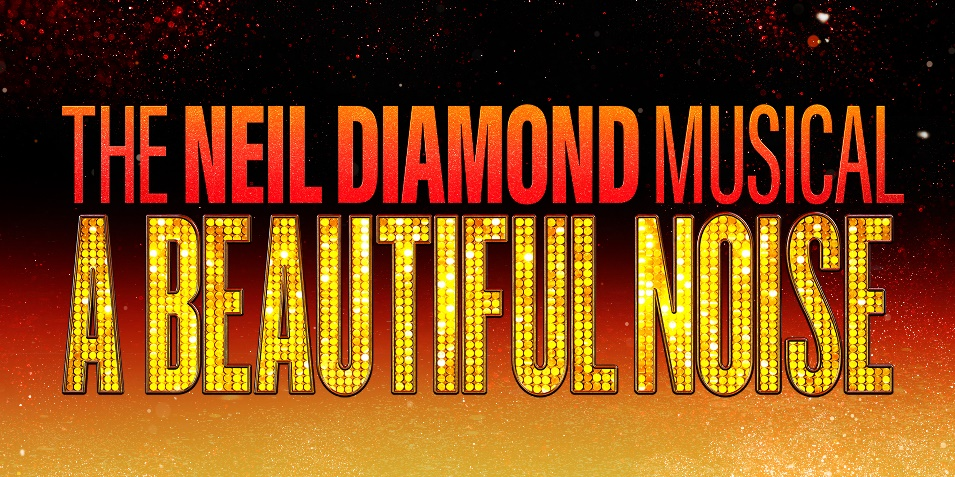 THE NEIL DIAMOND MUSICAL
A BEAUTIFUL NOISE